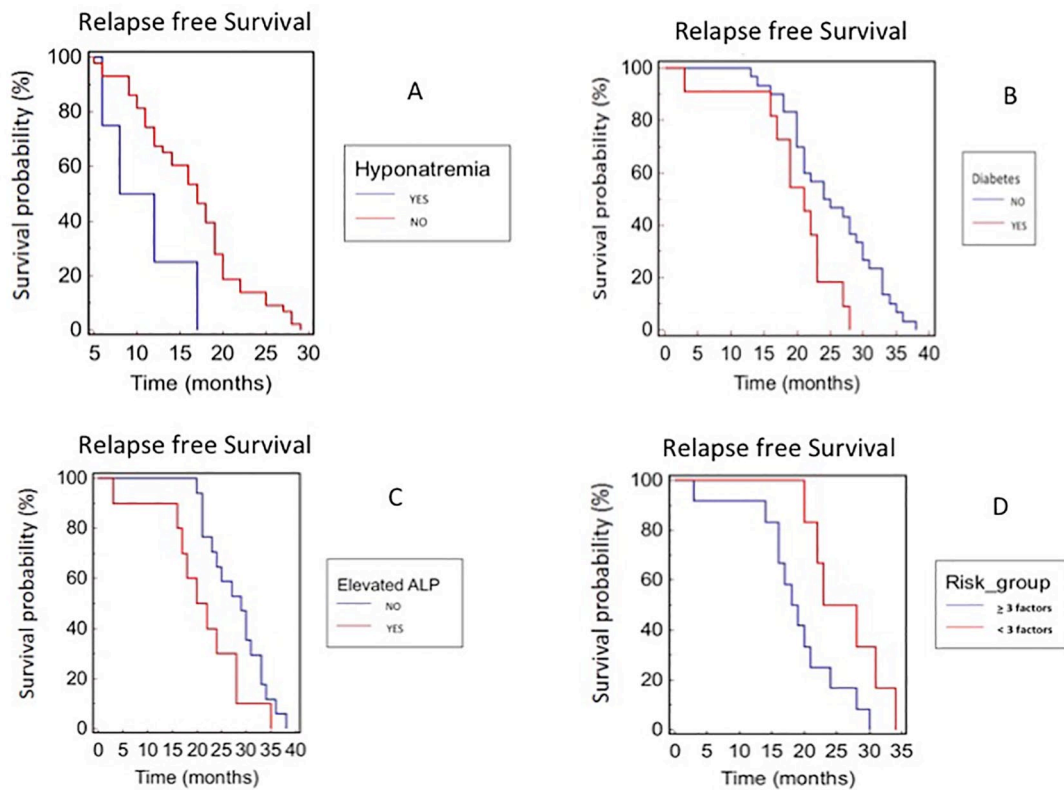 Relapse free Survival
Survival probability (%)
100
80
60
40
20
0
5 10 15 20 25 30
Time (months)
A
Hyponatremia
YES
NO
Relapse free Survival
Survival probability (%)
100
80
60
40
20
0
0 5 10 15 20 25 30 35 40
Time (months)
B
Diabetes
NO
YES
Relapse free Survival
Survival probability (%)
100
80
60
40
20
0
0 5 10 15 20 25 30 35 40
Time (months)
C
Elevated ALP
NO
YES
Relapse free Survival
Survival probability (%)
100
80
60
40
20
0
0 5 10 15 20 25 30 35
Time (months)
D
Risk_group
≥ 3 factors
< 3 factors